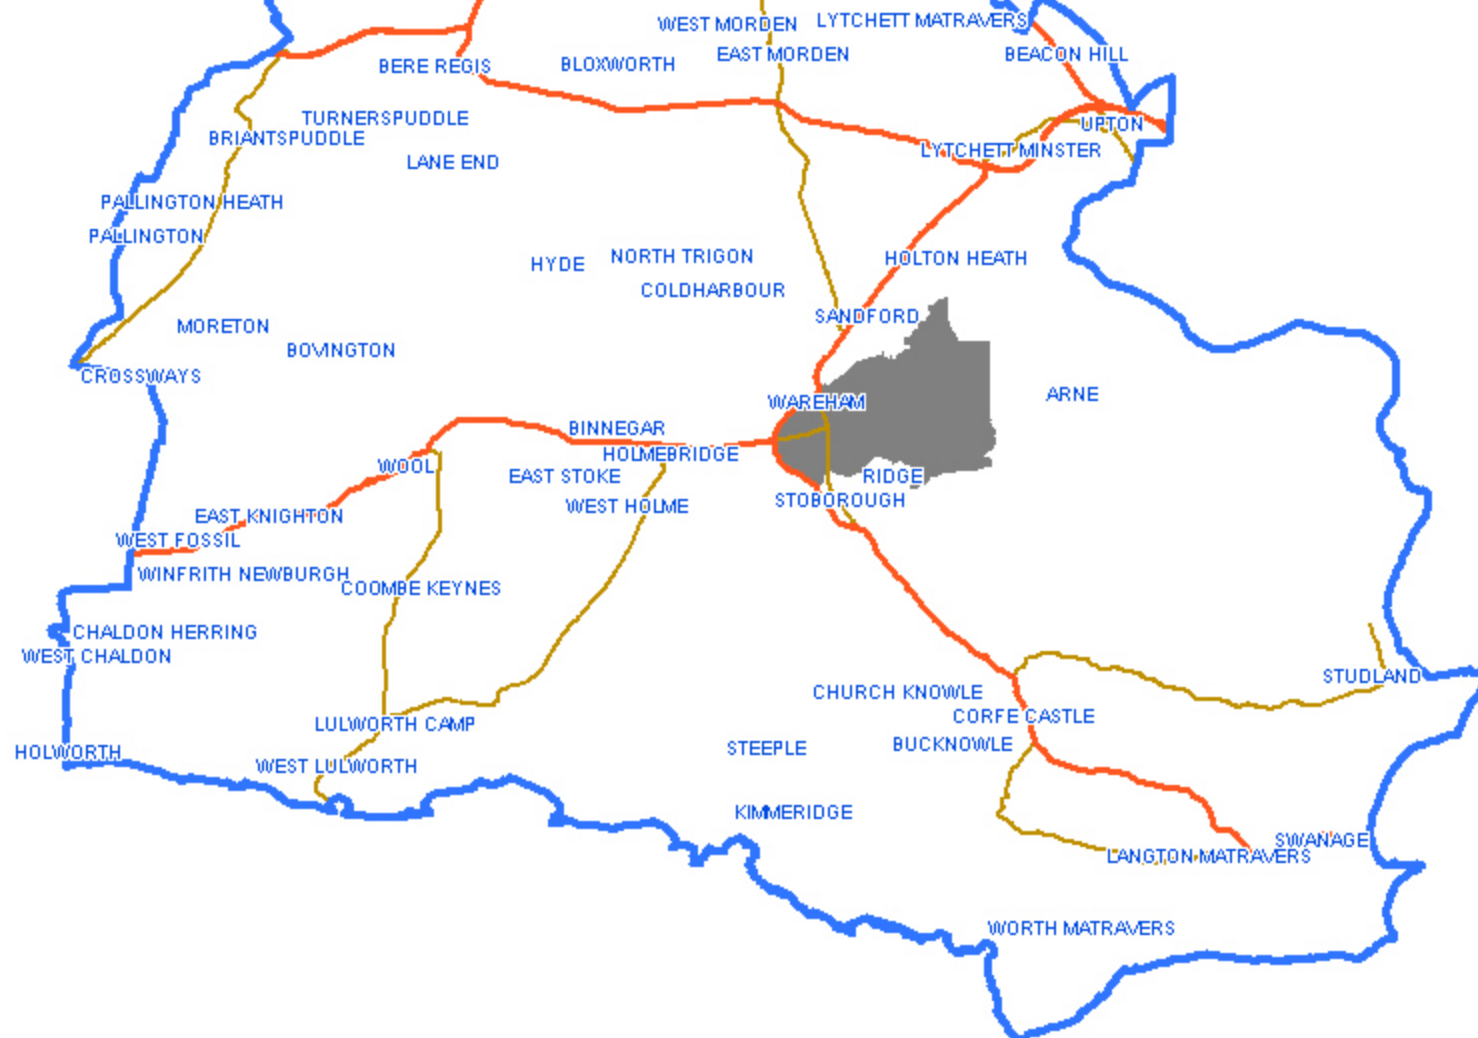 LYTCHETT MATRAVERS
WEST MORDEN
EAST MORDEN
BEACON HILL
BERE REGIS
BLOXWORTH
TURNERSPUDDLE
UPTON
BRIANTSPUDDLE
LYTCHETT MINSTER
LANE END
PALLINGTON HEATH
PALLINGTON
NORTH TRIGON
HOLTON HEATH
HYDE
COLDHARBOUR
SANDFORD
MORETON
BOVINGTON
CROSSWAYS
ARNE
WAREHAM
BINNEGAR
HOLMEBRIDGE
WOOL
EAST STOKE
RIDGE
STOBOROUGH
WEST HOLME
EAST KNIGHTON
WEST FOSSIL
WINFRITH NEWBURGH
COOMBE KEYNES
CHALDON HERRING
WEST CHALDON
STUDLAND
CHURCH KNOWLE
CORFE CASTLE
LULWORTH CAMP
BUCKNOWLE
STEEPLE
HOLWORTH
WEST LULWORTH
KIMMERIDGE
SWANAGE
LANGTON MATRAVERS
WORTH MATRAVERS